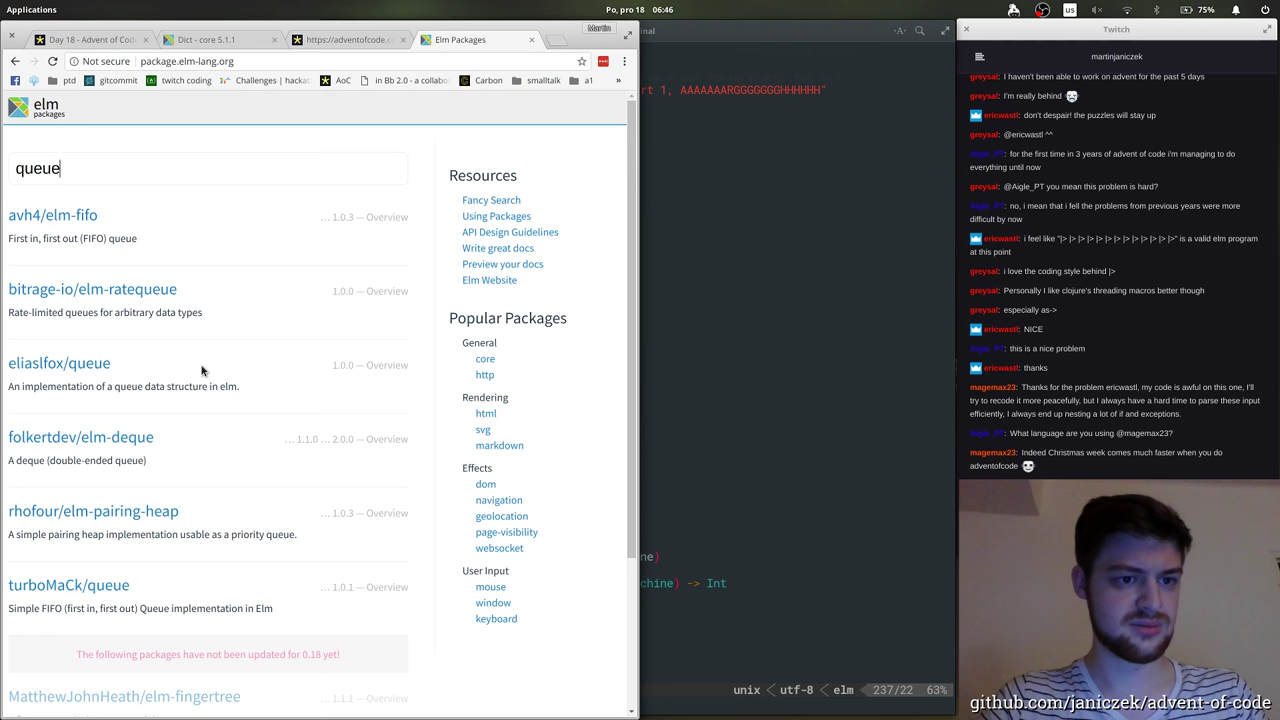 Applications
Po, pro 18 06:46
us
75%
Martin
Day 18 - Advent of Code
Dict - core 5.1.1
https://adventofcode.c
Elm Packages
Not secure
package.elm-lang.org
Facebook
ptd
gitcommit
twitch coding
Challenges | hackat
AoC
in Bb 2.0 - a collabo
Carbon
smalltalk
a1
»
elm
packages
queue
avh4/elm-fifo
… 1.0.3 — Overview
First in, first out (FIFO) queue
bitrage-io/elm-ratequeue
1.0.0 — Overview
Rate-limited queues for arbitrary data types
eliaslfox/queue
1.0.0 — Overview
An implementation of a queue data structure in elm.
folkertdev/elm-deque
… 1.1.0 … 2.0.0 — Overview
A deque (double-ended queue)
rhofour/elm-pairing-heap
… 1.0.3 — Overview
A simple pairing heap implementation usable as a priority queue.
turboMaCk/queue
… 1.0.1 — Overview
Simple FIFO (first in, first out) Queue implementation in Elm
The following packages have not been updated for 0.18 yet!
MatthewJohnHeath/elm-fingertree
… 1.1.1 — Overview
Resources
Fancy Search
Using Packages
API Design Guidelines
Write great docs
Preview your docs
Elm Website
Popular Packages
General
core
http
Rendering
html
svg
markdown
Effects
dom
navigation
geolocation
page-visibility
websocket
User Input
mouse
window
keyboard
inal
rt 1, AAAAAAARGGGGGGGHHHHHH"
ne)
chine) -> Int
unix < utf-8 < elm 237/22 63%
Twitch
martinjaniczek
greysal: I haven't been able to work on advent for the past 5 days
greysal: I'm really behind
ericwastl: don't despair! the puzzles will stay up
greysal: @ericwastl ^^
Aigle_PT: for the first time in 3 years of advent of code i'm managing to do
everything until now
greysal: @Aigle_PT you mean this problem is hard?
Aigle_PT: no, i mean that i fell the problems from previous years were more
difficult by now
ericwastl: i feel like "|> |> |> |> |> |> |> |> |> |> |> |> |>" is a valid elm program
at this point
greysal: i love the coding style behind |>
greysal: Personally I like clojure's threading macros better though
greysal: especially as->
ericwastl: NICE
Aigle_PT: this is a nice problem
ericwastl: thanks
magemax23: Thanks for the problem ericwastl, my code is awful on this one, I'll
try to recode it more peacefully, but I always have a hard time to parse these input
efficiently, I always end up nesting a lot of if and exceptions.
Aigle_PT: What language are you using @magemax23?
magemax23: Indeed Christmas week comes much faster when you do
adventofcode
github.com/janiczek/advent-of-code